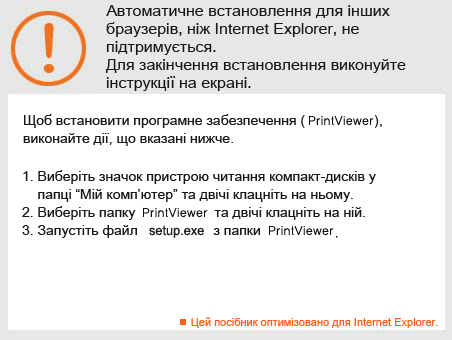 Автоматичне встановлення для інших
браузерів, ніж Internet Explorer, не
підтримується.
Для закінчення встановлення виконуйте
інструкції на екрані.
Щоб встановити програмне забезпечення ( PrintViewer),
виконайте дії, що вказані нижче.
1. Виберіть значок пристрою читання компакт-дисків у
папці “Мій комп’ютер” та двічі клацніть на ньому.
2. Виберіть папку PrintViewer та двічі клацніть на ній.
3. Запустіть файл setup.exe з папки PrintViewer.
Цей посібник оптимізовано для Internet Explorer.